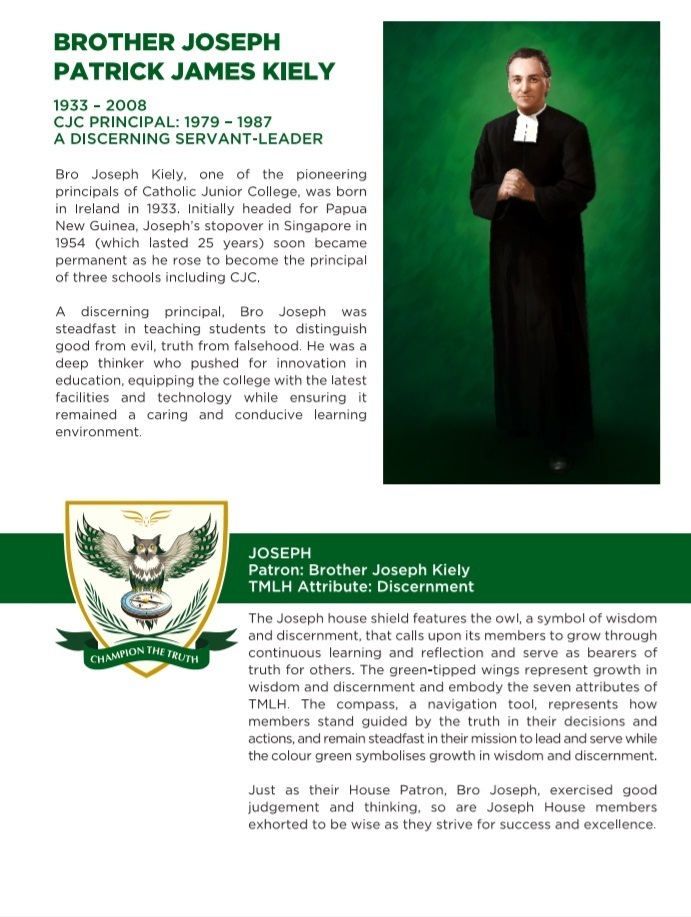 BROTHER JOSEPH
PATRICK JAMES KIELY
1933 – 2008
CJC PRINCIPAL: 1979 – 1987
A DISCERNING SERVANT-LEADER
Bro Joseph Kiely, one of the pioneering
principals of Catholic Junior College, was born
in Ireland in 1933. Initially headed for Papua
New Guinea, Joseph's stopover in Singapore in
1954 (which lasted 25 years) soon became
permanent as he rose to become the principal
of three schools including CJC.
A discerning principal, Bro Joseph was
steadfast in teaching students to distinguish
good from evil, truth from falsehood. He was a
deep thinker who pushed for innovation in
education, equipping the college with the latest
facilities and technology while ensuring it
remained a caring and conducive learning
environment.
CHAMPION THE TRUTH
JOSEPH
Patron: Brother Joseph Kiely
TMLH Attribute: Discernment
The Joseph house shield features the owl, a symbol of wisdom
and discernment, that calls upon its members to grow through
continuous learning and reflection and serve as bearers of
truth for others. The green-tipped wings represent growth in
wisdom and discernment and embody the seven attributes of
TMLH. The compass, a navigation tool, represents how
members stand guided by the truth in their decisions and
actions, and remain steadfast in their mission to lead and serve while
the colour green symbolises growth in wisdom and discernment.
Just as their House Patron, Bro Joseph, exercised good
judgement and thinking, so are Joseph House members
exhorted to be wise as they strive for success and excellence.